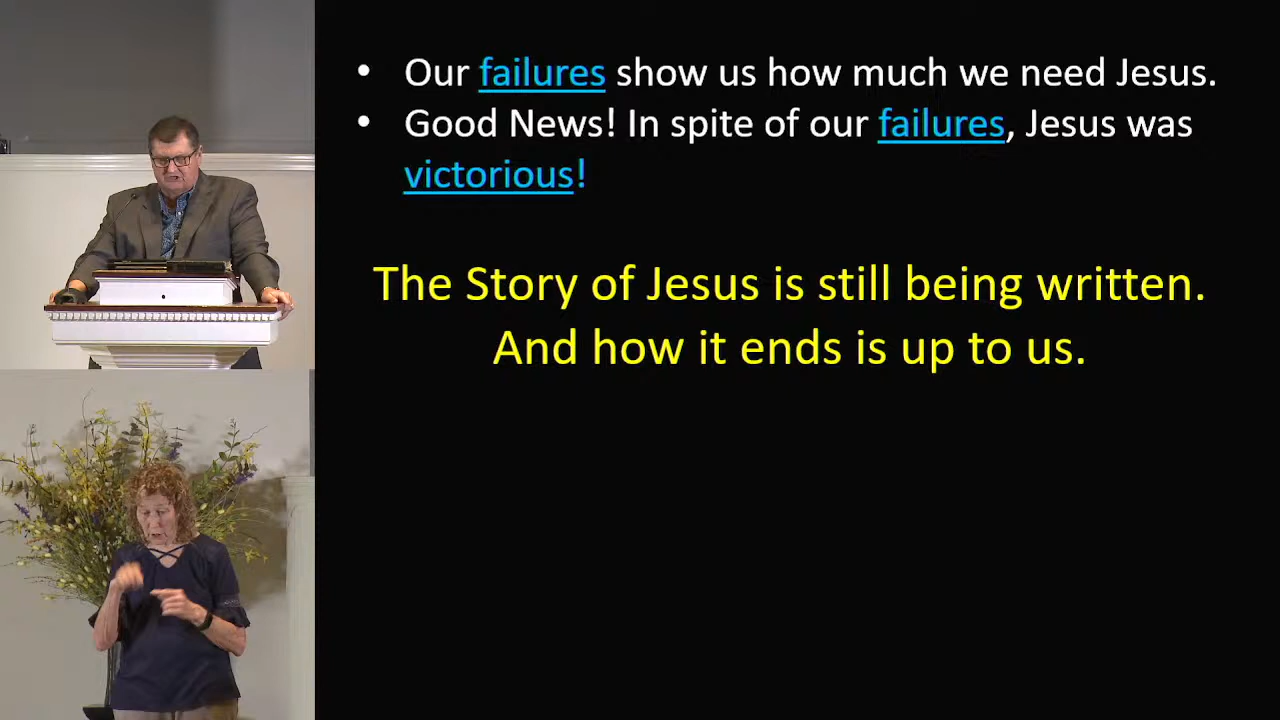 • Our failures show us how much we need Jesus.
• Good News! In spite of our failures, Jesus was
victorious!
The Story of Jesus is still being written.
And how it ends is up to us.